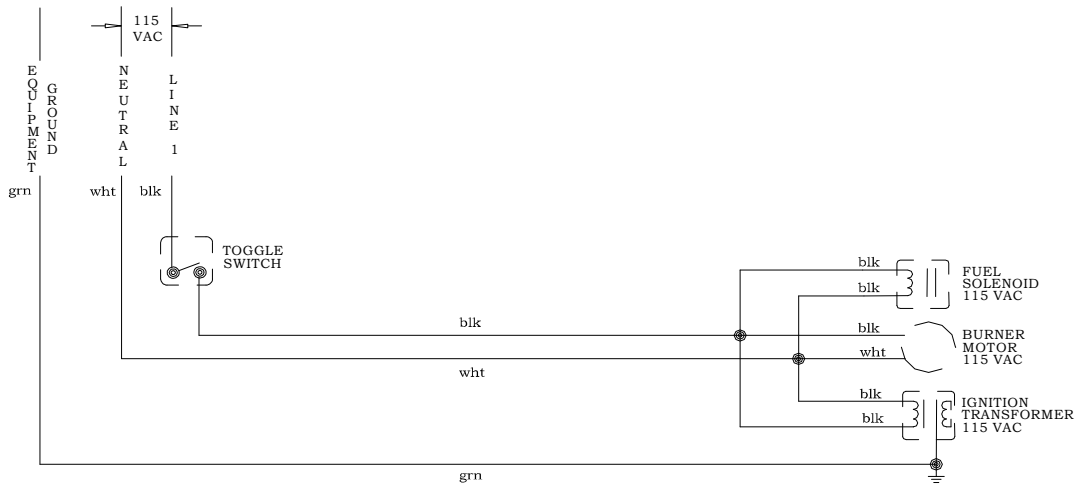 115
VAC
EQUIPMENT
GROUND
NEUTRAL
LINE 1
grn
wht
blk
TOGGLE
SWITCH
blk
blk
FUEL
SOLENOID
115 VAC
blk
blk
wht
BURNER
MOTOR
115 VAC
wht
blk
blk
IGNITION
TRANSFORMER
115 VAC
grn